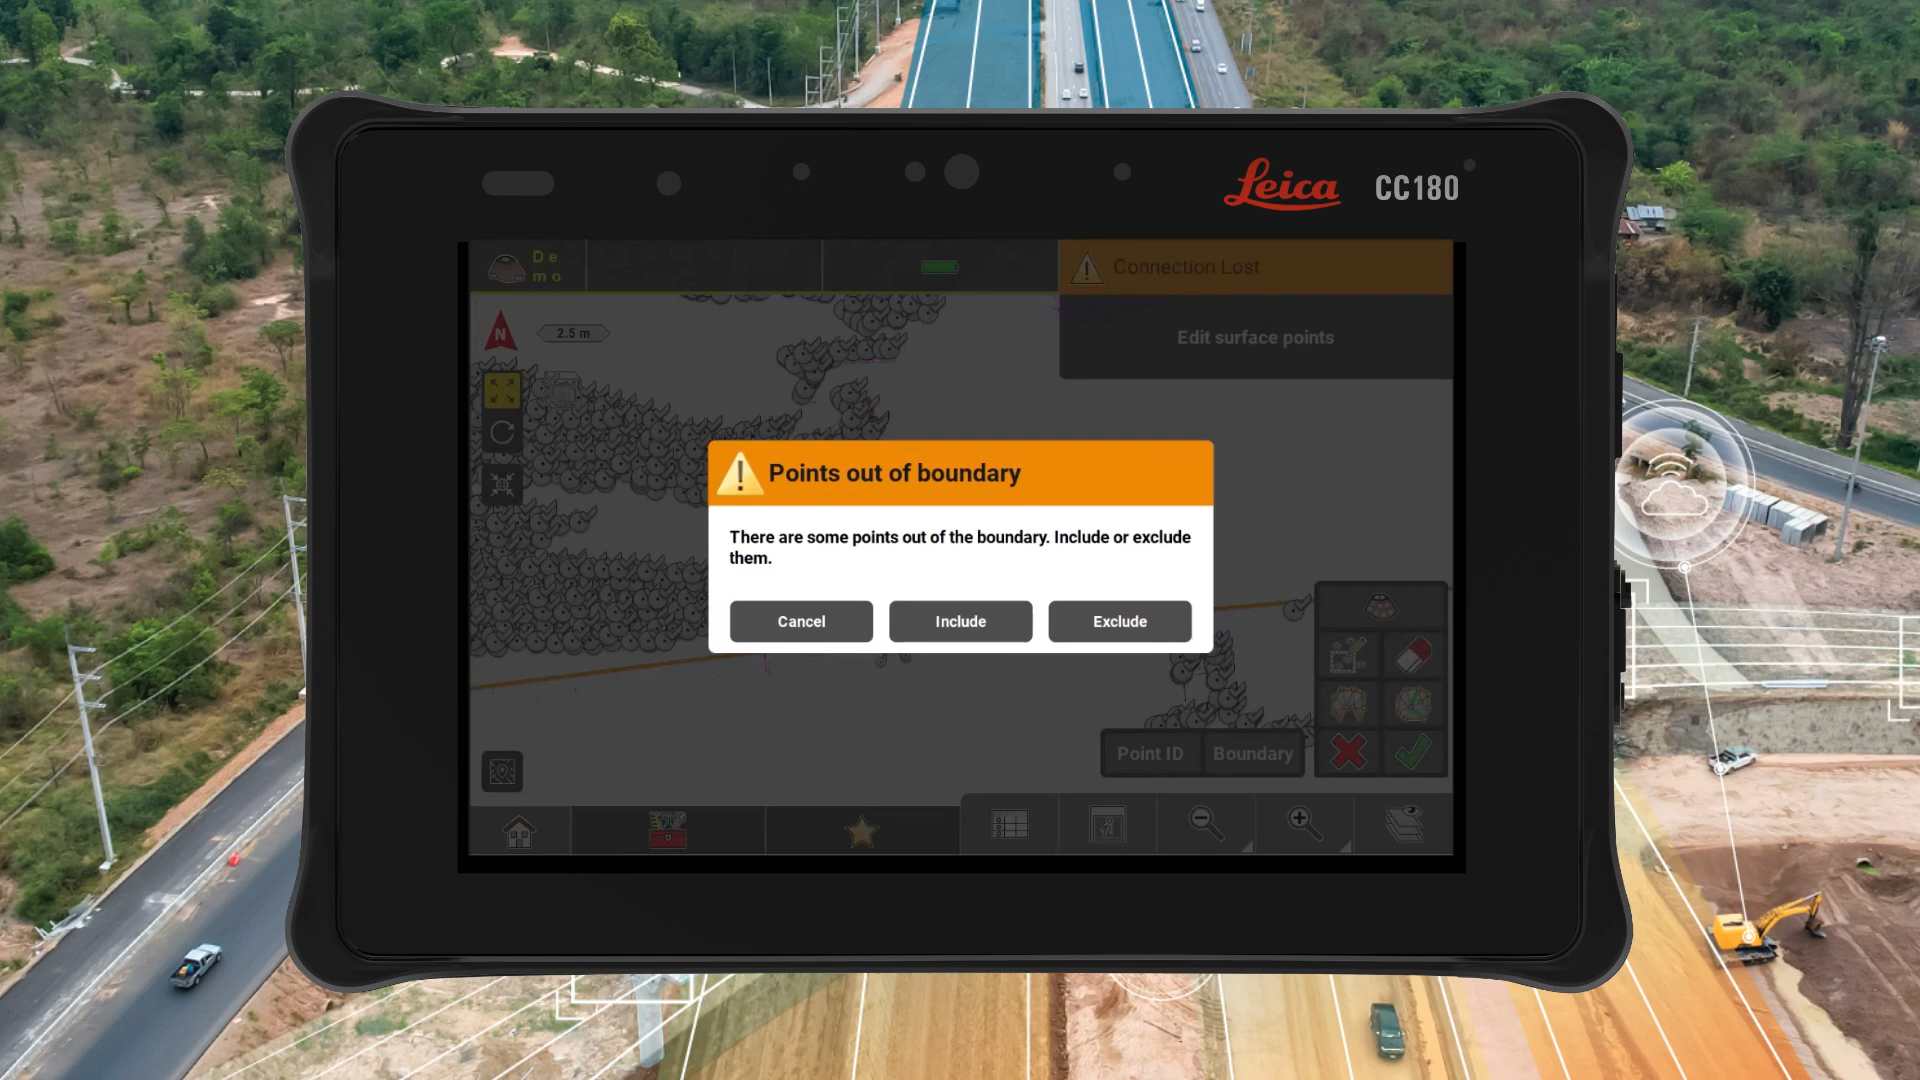 Leica CC180
De
mo
Connection Lost
N
2.5 m
Edit surface points
Points out of boundary
There are some points out of the boundary. Include or exclude
them.
Cancel
Include
Exclude
Point ID
Boundary